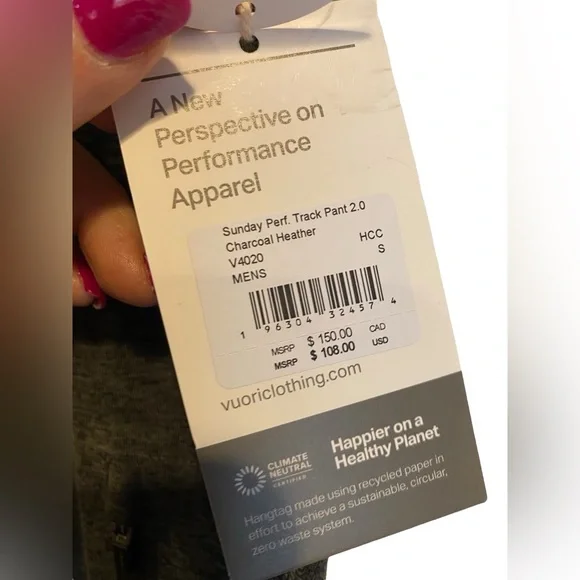 A New
Perspective on
Performance
Apparel
Sunday Perf. Track Pant 2.0
Charcoal Heather HCC
V4020 S
MENS
1 96304 32457 4
MSRP $ 150.00 CAD
MSRP $ 108.00 USD
vuoriclothing.com
CLIMATE
NEUTRAL
CERTIFIED
Happier on a
Healthy Planet
Hangtag made using recycled paper in
effort to achieve a sustainable, circular,
zero waste system.